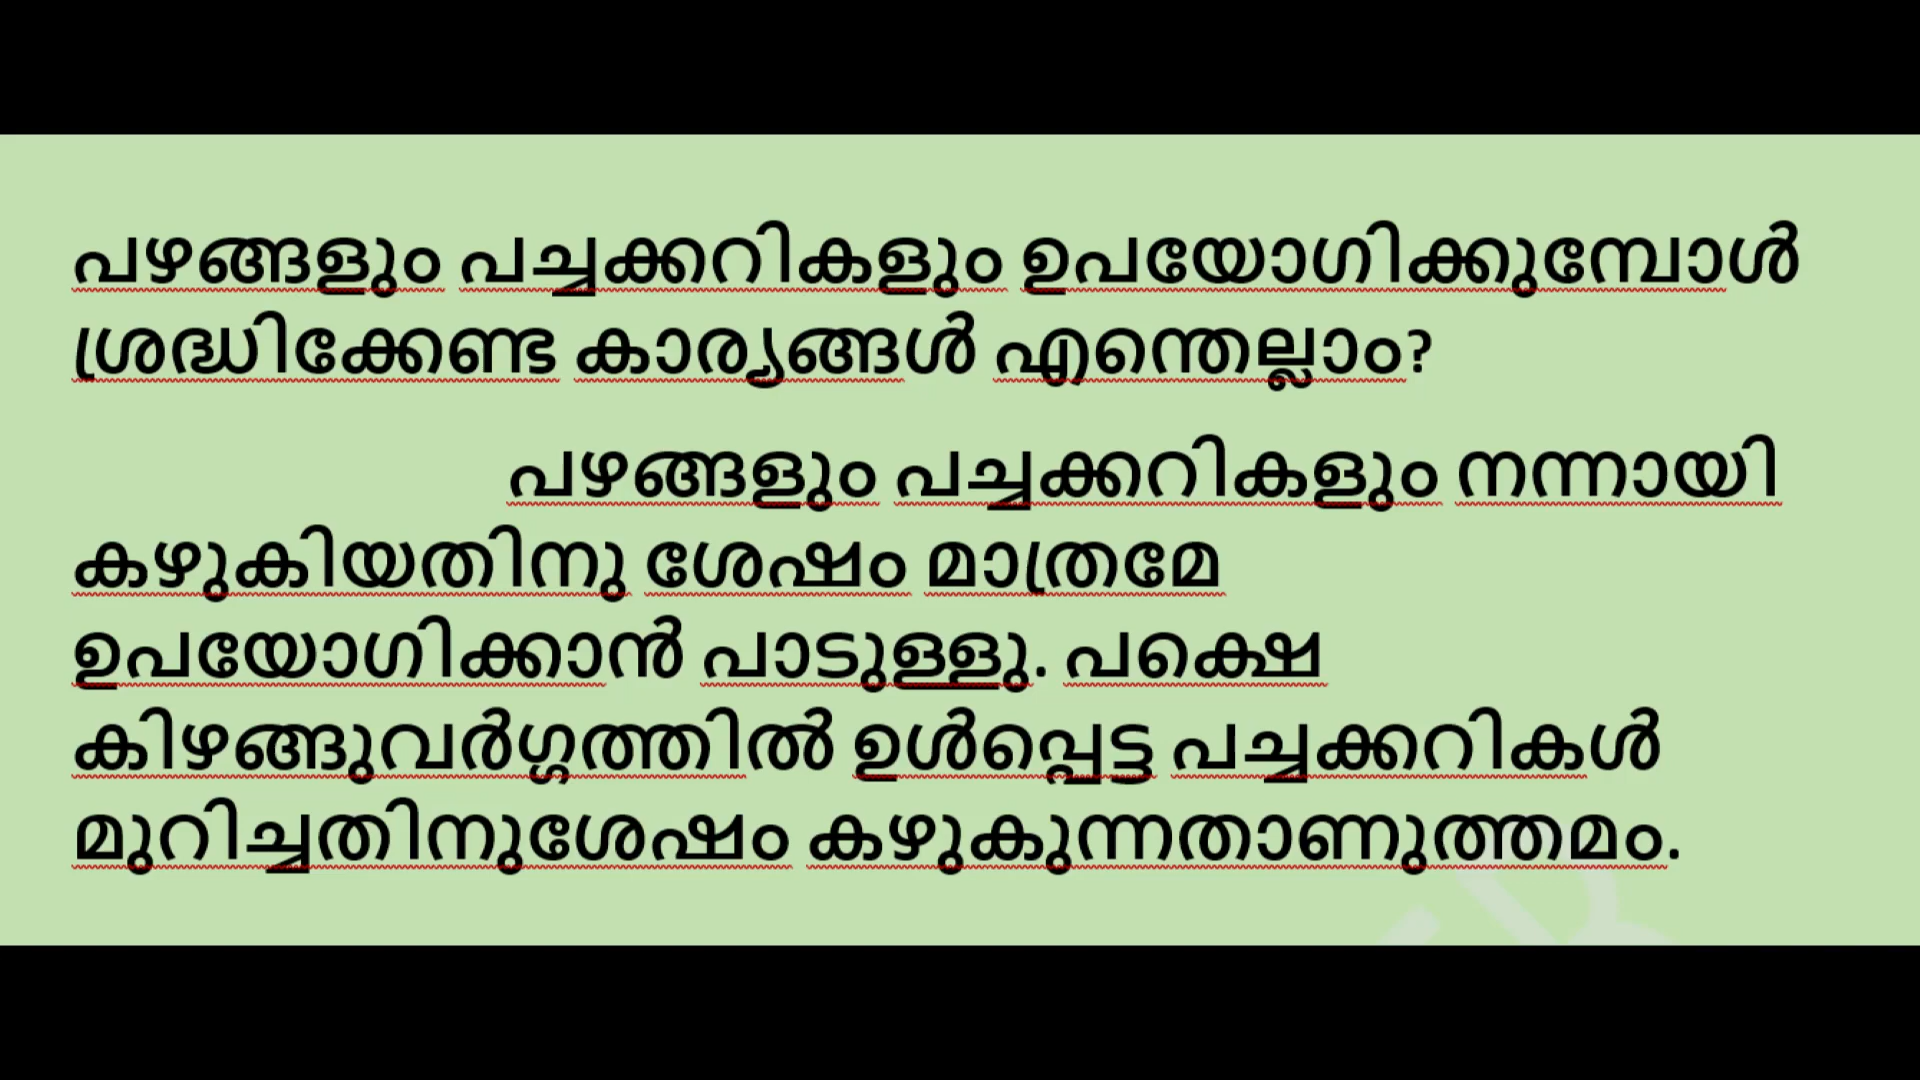 പഴങ്ങളും പച്ചക്കറികളും ഉപയോഗിക്കുമ്പോൾ
ശ്രദ്ധിക്കേണ്ട കാര്യങ്ങൾ എന്തെല്ലാം?
പഴങ്ങളും പച്ചക്കറികളും നന്നായി
കഴുകിയതിനു ശേഷം മാത്രമേ
ഉപയോഗിക്കാൻ പാടുള്ളു. പക്ഷെ
കിഴങ്ങുവർഗ്ഗത്തിൽ ഉൾപ്പെട്ട പച്ചക്കറികൾ
മുറിച്ചതിനുശേഷം കഴുകുന്നതാണുത്തമം.